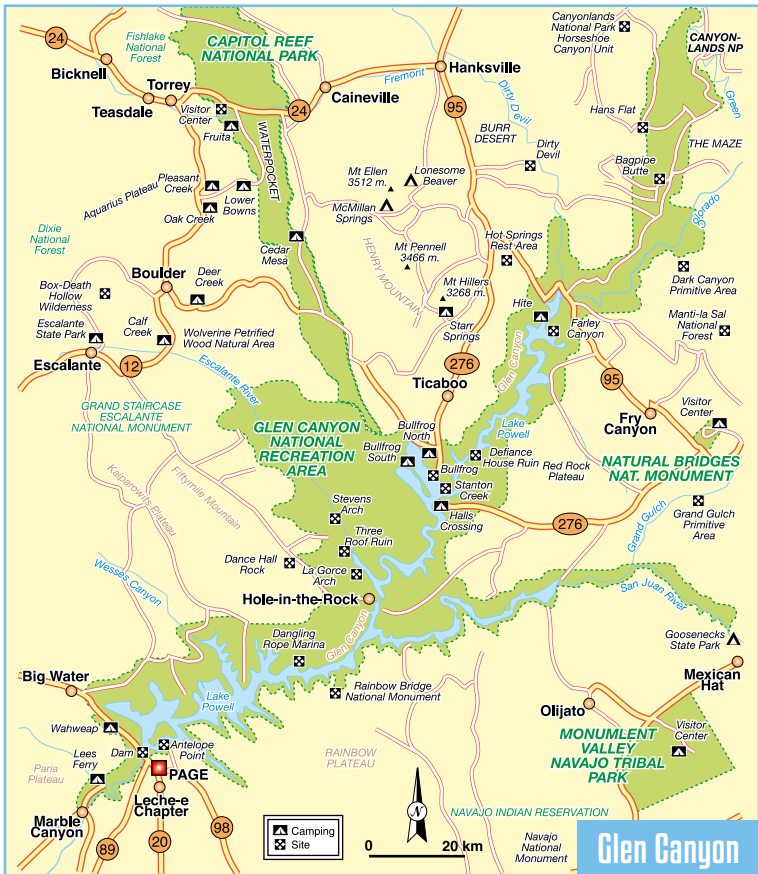 24
Fishlake
National
Forest
CAPITOL REEF
NATIONAL PARK
Canyonlands
National Park
Horseshoe
Canyon Unit
CANYON-
LANDS NP
Bicknell
Torrey
Teasdale
Visitor
Center
Fruita
WATERPOCKET
24
Caineville
Fremont
Hanksville
95
Dirty Devil
Green
Hans Flat
BURR
DESERT
Dirty
Devil
THE MAZE
Bagpipe
Butte
Colorado
Pleasant
Creek
Aquarius Plateau
Oak Creek
Lower
Bowns
Mt Ellen
3512 m.
Lonesome
Beaver
McMillan
Springs
Dixie
National
Forest
Cedar
Mesa
HENRY MOUNTAIN
Mt Pennell
3466 m.
Hot Springs
Rest Area
Mt Hillers
3268 m.
Dark Canyon
Primitive Area
Boulder
Deer
Creek
Box-Death
Hollow
Wilderness
Escalante
State Park
Calf
Creek
Wolverine Petrified
Wood Natural Area
Starr
Springs
Hite
Farley
Canyon
Manti-la Sal
National
Forest
Escalante
12
Escalante River
276
Glen Canyon
95
Ticaboo
Visitor
Center
Fry
Canyon
GRAND STAIRCASE
ESCALANTE
NATIONAL MONUMENT
GLEN CANYON
NATIONAL
RECREATION
AREA
Bullfrog
North
Bullfrog
South
Lake
Powell
Defiance
House Ruin
Bullfrog
Stanton
Creek
Red Rock
Plateau
NATURAL BRIDGES
NAT. MONUMENT
Kaiparowits Plateau
Fiftymile Mountain
Stevens
Arch
Halls
Crossing
276
Grand Gulch
Grand Gulch
Primitive
Area
Three
Roof Ruin
Dance Hall
Rock
La Gorce
Arch
Wesses Canyon
Hole-in-the-Rock
San Juan River
Glen Canyon
Dangling
Rope Marina
Goosenecks
State Park
Big Water
Lake
Powell
Rainbow Bridge
National Monument
Mexican
Hat
Olijato
Wahweap
Antelope
Point
Dam
Lees
Ferry
Paria
Plateau
PAGE
RAINBOW
PLATEAU
MONUMLENT
VALLEY
NAVAJO TRIBAL
PARK
Visitor
Center
Leche-e
Chapter
Marble
Canyon
NAVAJO INDIAN RESERVATION
89
20
98
Camping
Site
N
0 20 km
Navajo
National
Monument
Glen Canyon